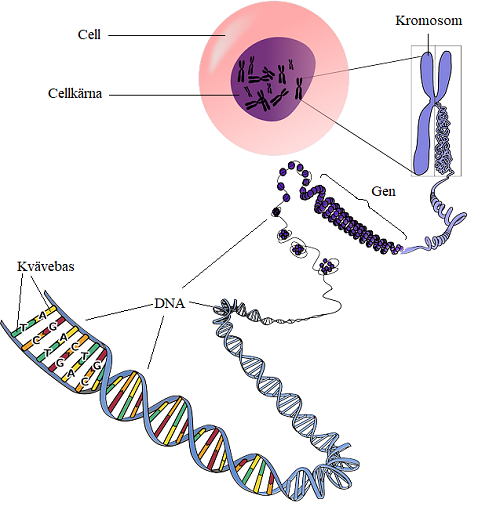 Kromosom
Cell
Cellkärna
Gen
Kvävebas
DNA
T A
C G
T A
G C
A T
C G